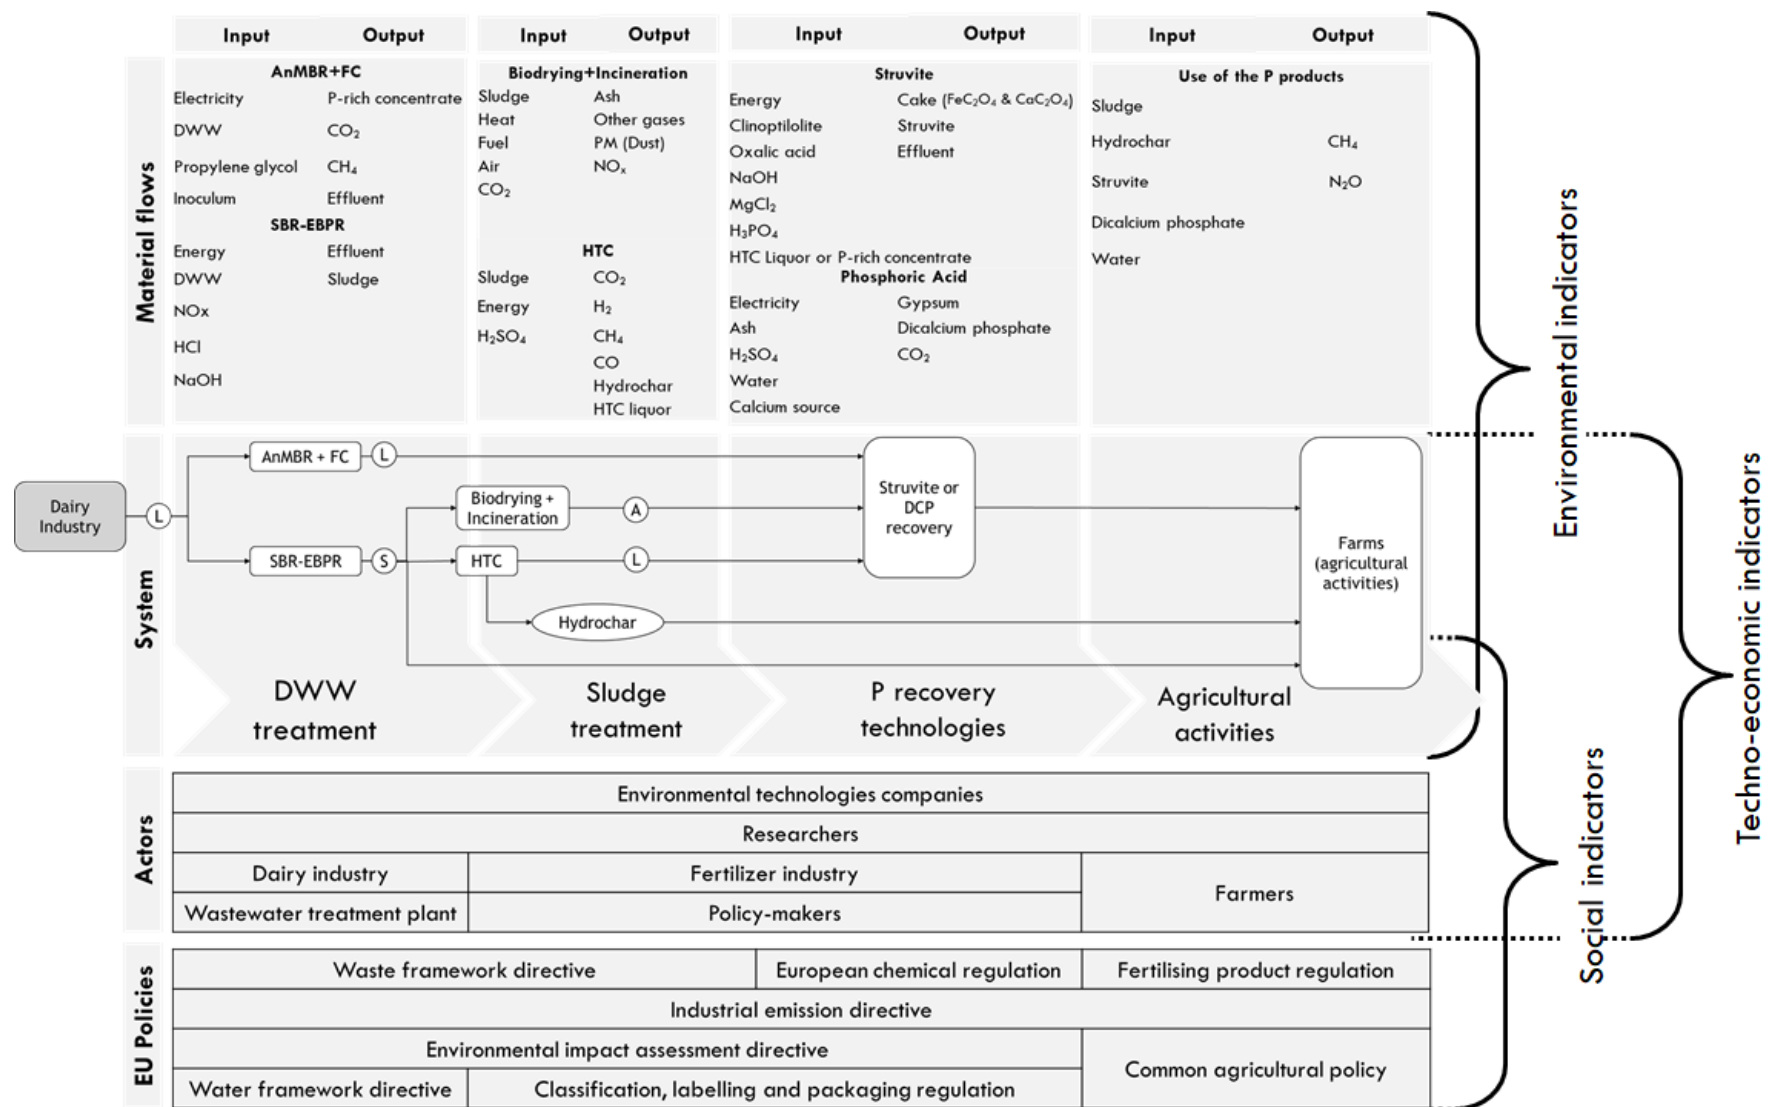 Input Output Input Output Input Output Input Output
Material flows
AnMBR+FC
Electricity P-rich concentrate
DWW CO₂
Propylene glycol CH₄
Inoculum Effluent
SBR-EBPR
Energy Effluent
DWW Sludge
NOx
HCl
NaOH
Biodrying+Incineration
Sludge Ash
Heat Other gases
Fuel PM (Dust)
Air NOₓ
CO₂
HTC
Sludge CO₂
Energy H₂
H₂SO₄ CH₄
CO
Hydrochar
HTC liquor
Struvite
Energy Cake (FeC₂O₄ & CaC₂O₄)
Clinoptilolite Struvite
Oxalic acid Effluent
NaOH
MgCl₂
H₃PO₄
HTC Liquor or P-rich concentrate
Phosphoric Acid
Electricity Gypsum
Ash Dicalcium phosphate
H₂SO₄ CO₂
Water
Calcium source
Use of the P products
Sludge
Hydrochar CH₄
Struvite N₂O
Dicalcium phosphate
Water
System
Dairy
Industry
L
AnMBR + FC
L
SBR-EBPR
S
Biodrying +
Incineration
A
HTC
L
Hydrochar
Struvite or
DCP
recovery
Farms
(agricultural
activities)
DWW
treatment
Sludge
treatment
P recovery
technologies
Agricultural
activities
Actors
Environmental technologies companies
Researchers
Dairy industry Fertilizer industry
Farmers
Wastewater treatment plant Policy-makers
EU Policies
Waste framework directive European chemical regulation Fertilising product regulation
Industrial emission directive
Environmental impact assessment directive
Common agricultural policy
Water framework directive Classification, labelling and packaging regulation
Environmental indicators
Social indicators
Techno-economic indicators